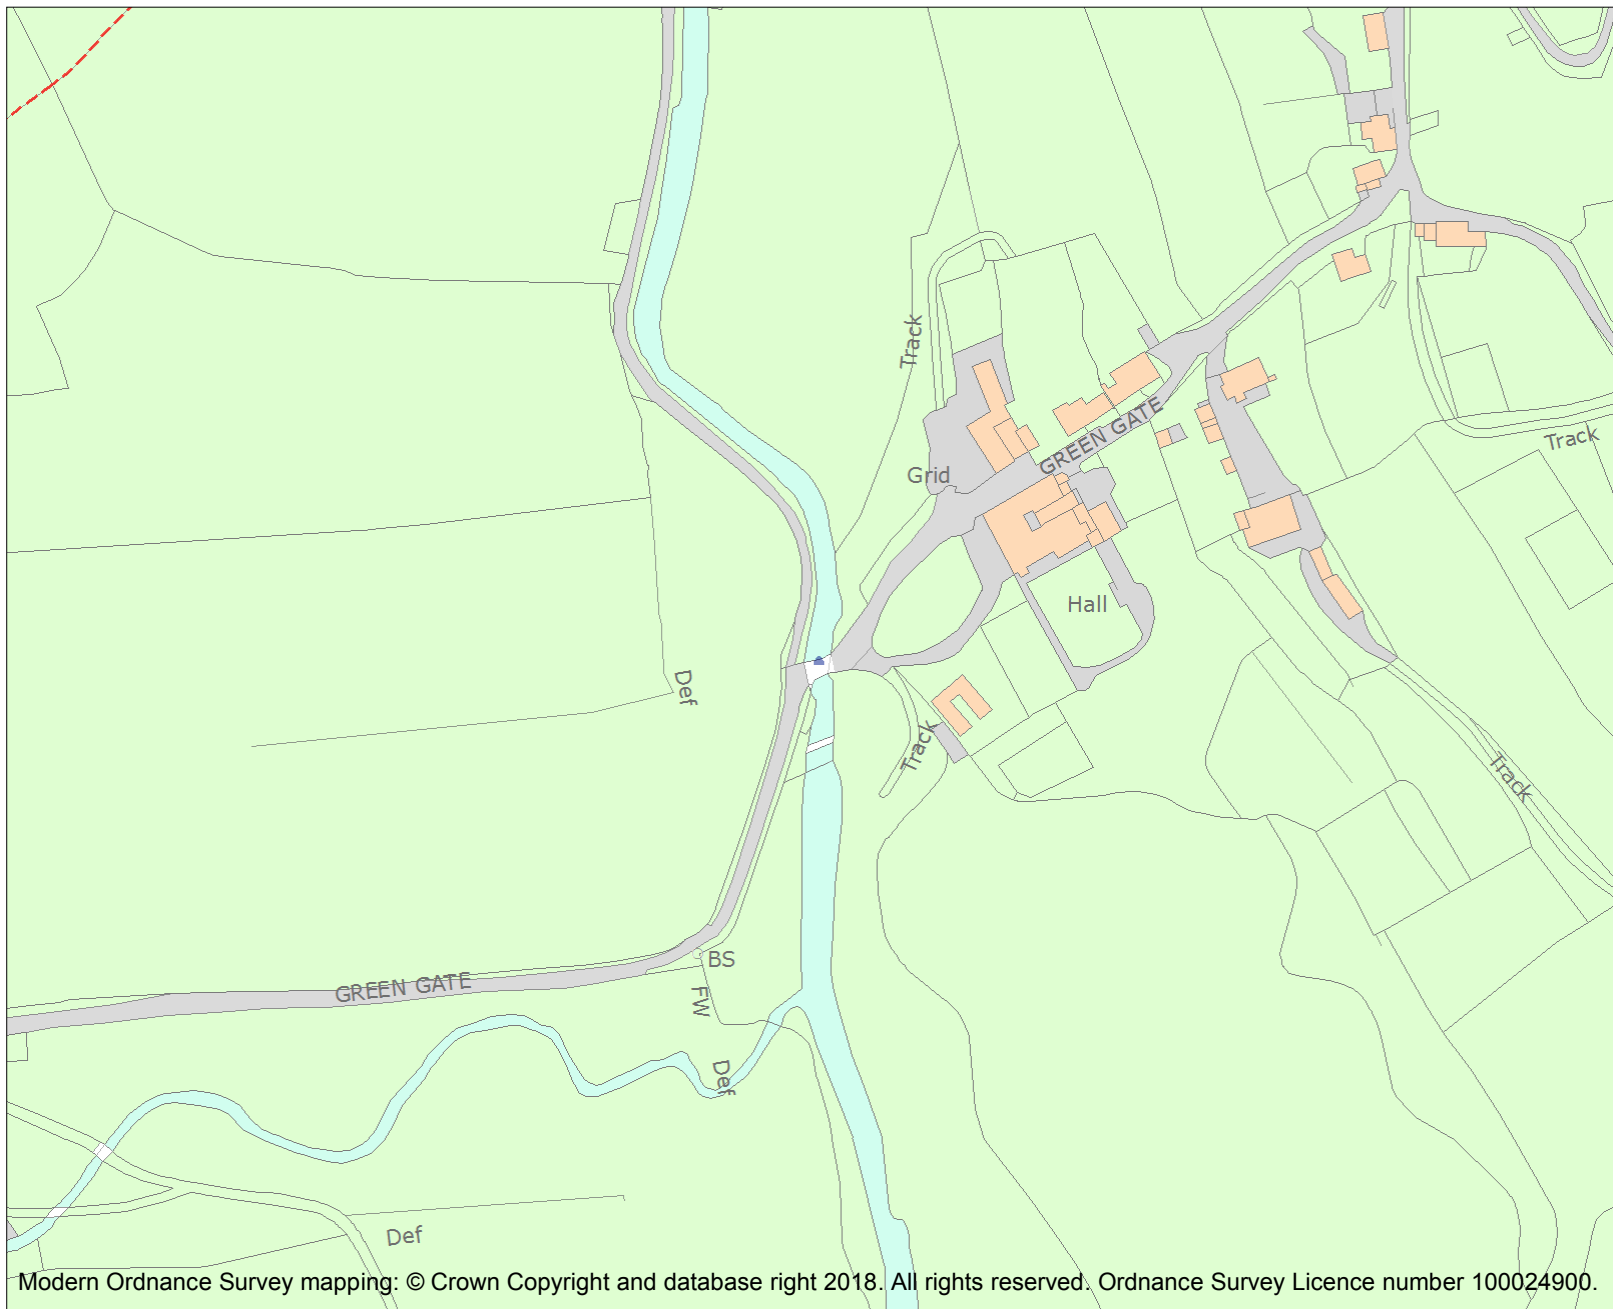 Track
GREEN GATE
Track
Grid
Hall
Def
Track
Track
BS
GREEN GATE
FW
Def
Def
Modern Ordnance Survey mapping: © Crown Copyright and database right 2018. All rights reserved. Ordnance Survey Licence number 100024900.